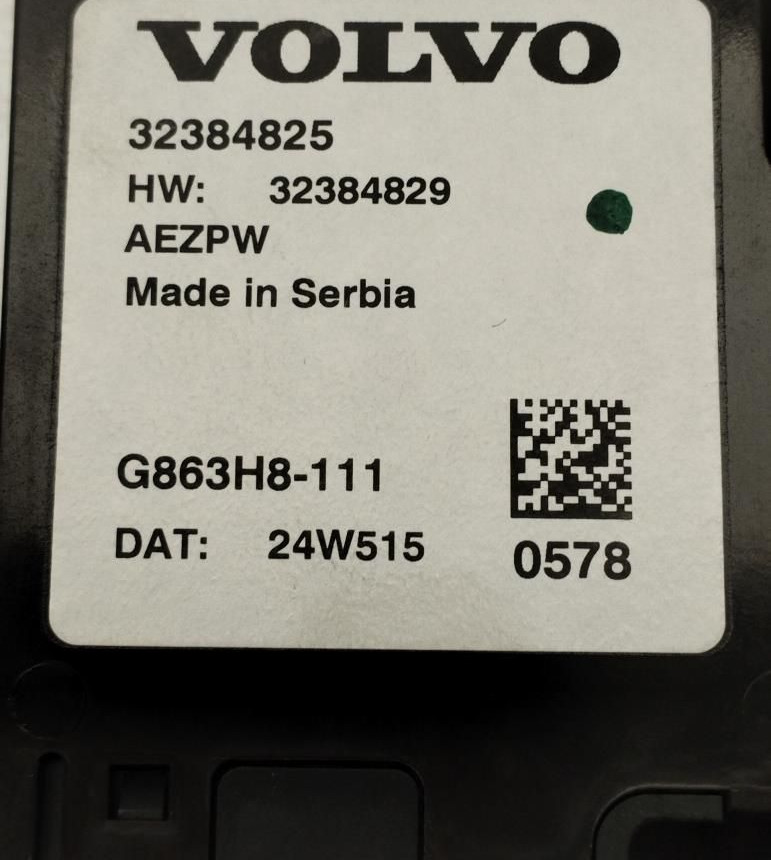 VOLVO
32384825
HW: 32384829
AEZPW
Made in Serbia
G863H8-111
DAT: 24W515
0578